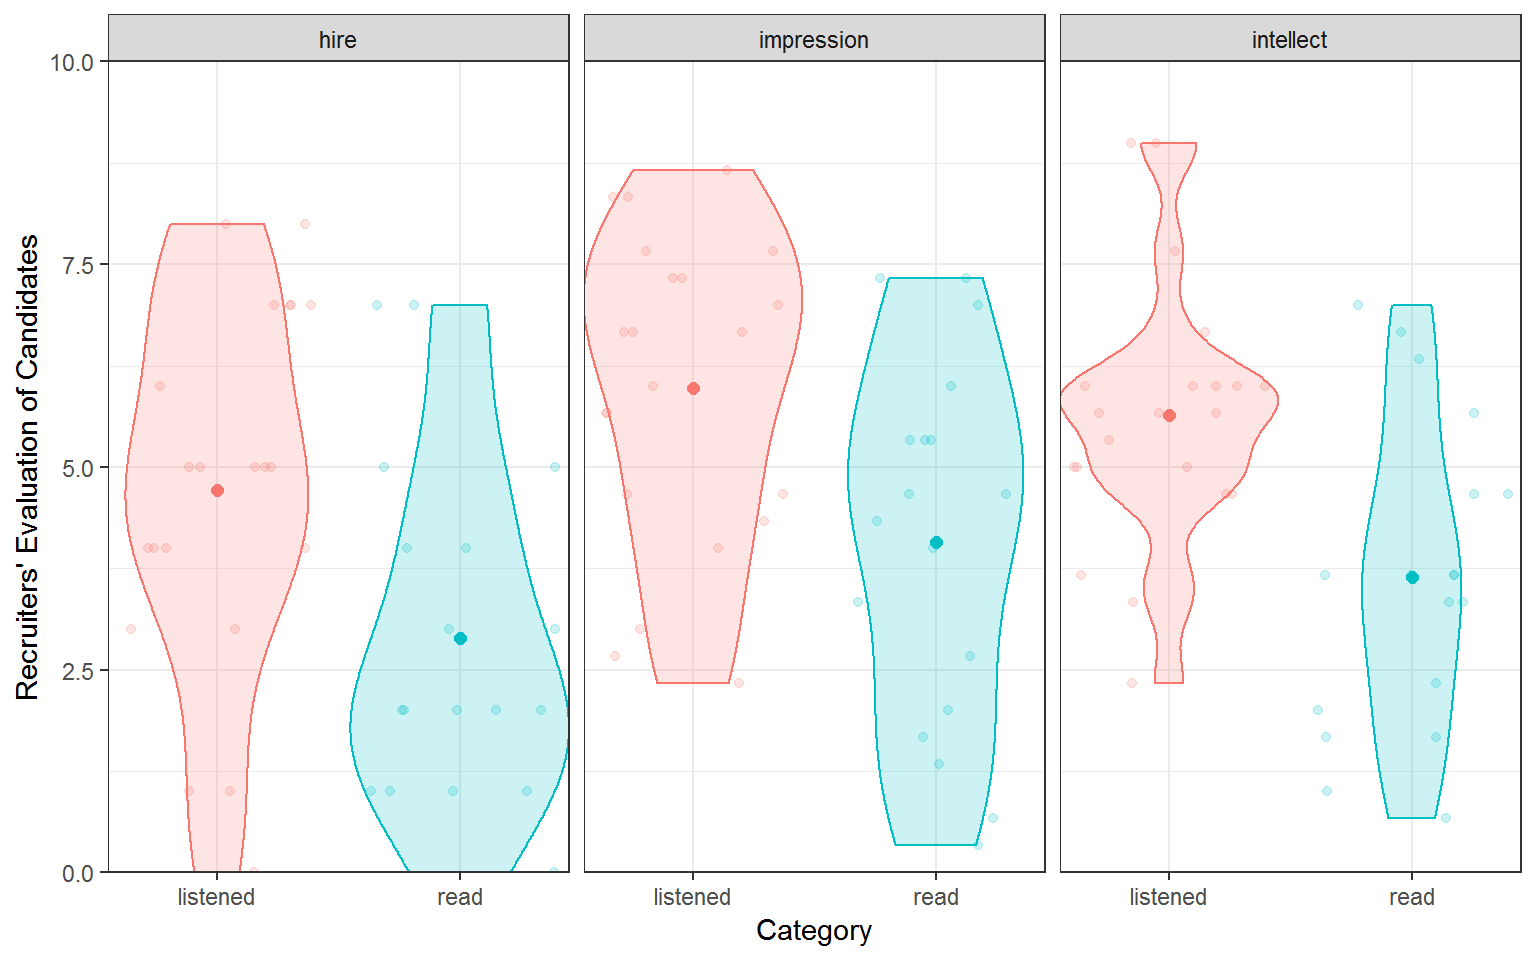 hire
impression
intellect
10.0
7.5
5.0
2.5
0.0
Recruiters' Evaluation of Candidates
listened
read
listened
read
listened
read
Category